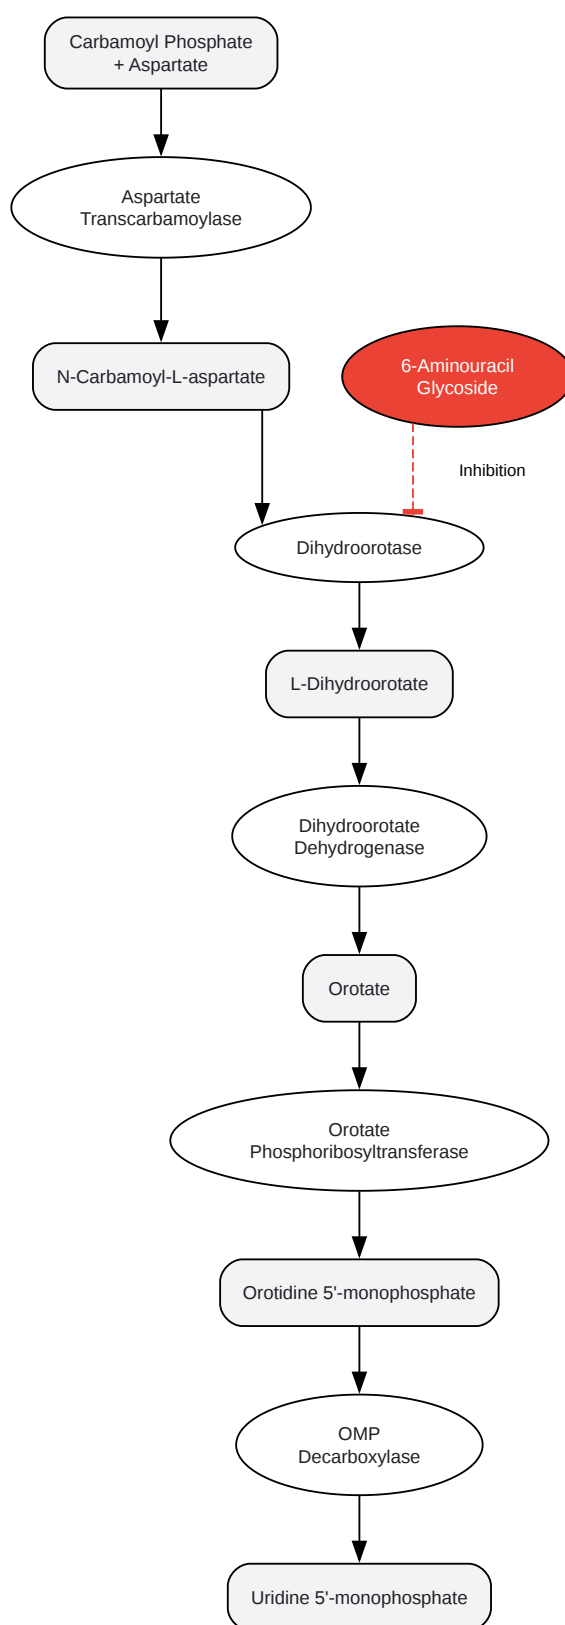 Carbamoyl Phosphate
+ Aspartate
Aspartate
Transcarbamoylase
N-Carbamoyl-L-aspartate
6-Aminouracil
Glycoside
Inhibition
Dihydroorotase
L-Dihydroorotate
Dihydroorotate
Dehydrogenase
Orotate
Orotate
Phosphoribosyltransferase
Orotidine 5'-monophosphate
OMP
Decarboxylase
Uridine 5'-monophosphate